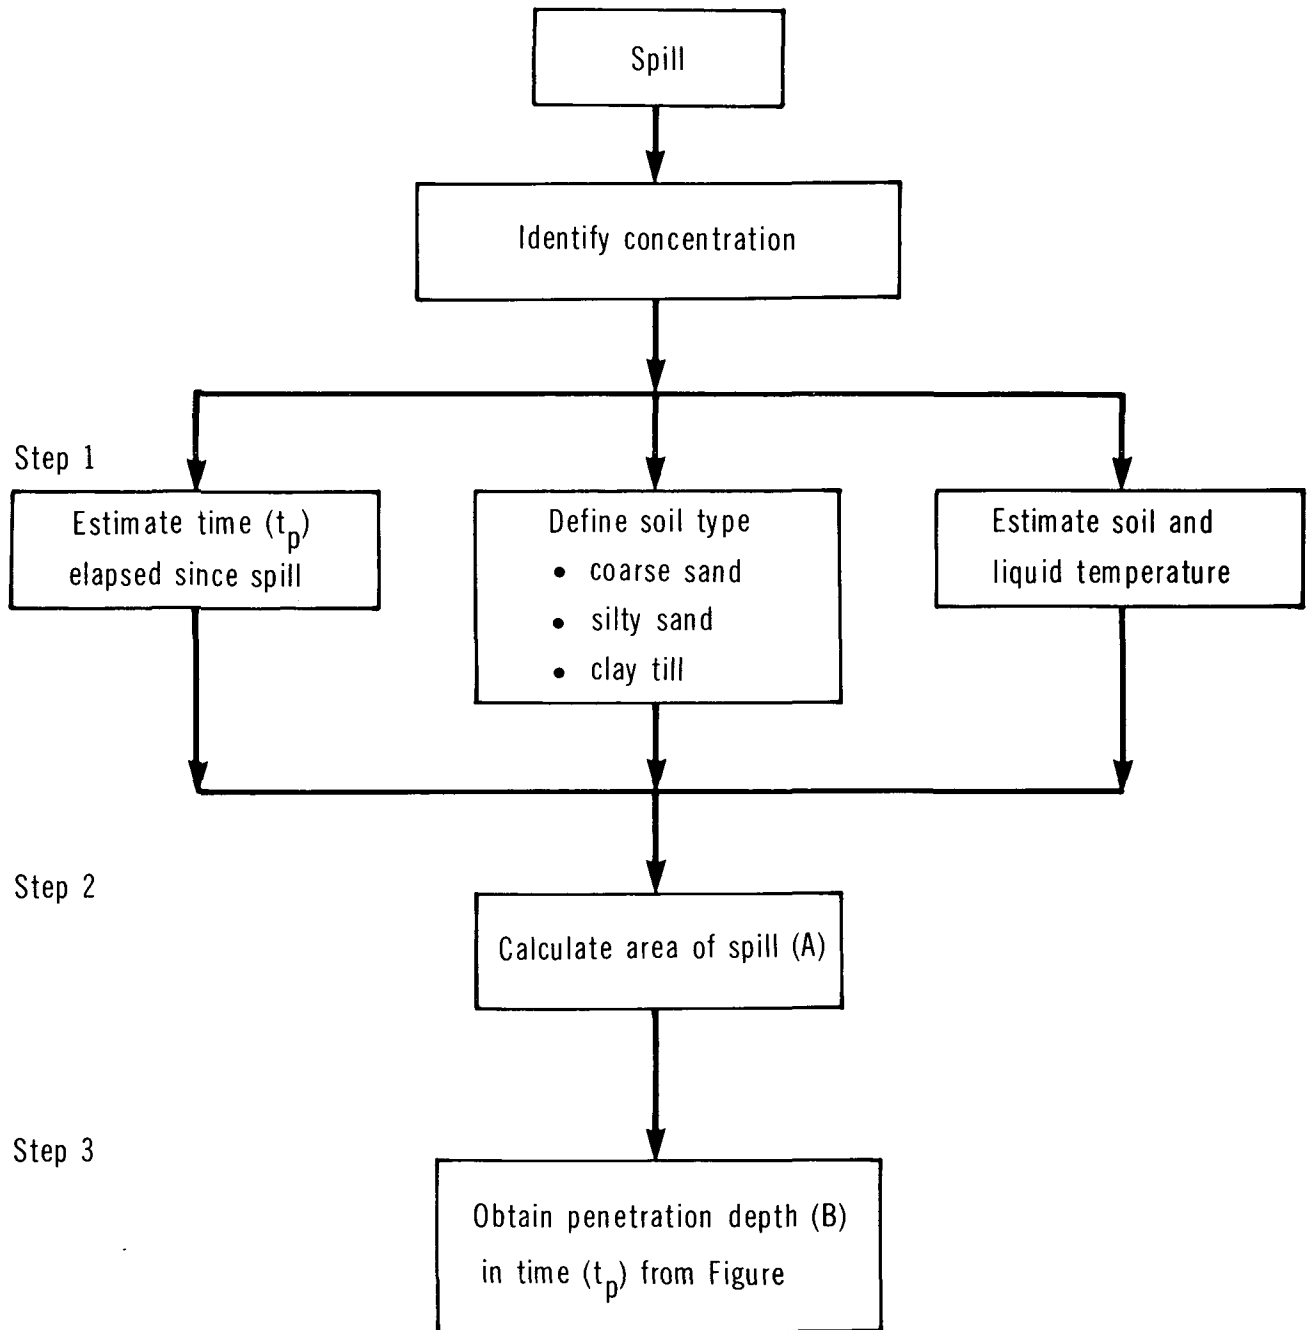 Spill
Identify concentration
Step 1
Estimate time (tp)
elapsed since spill
Define soil type
• coarse sand
• silty sand
• clay till
Estimate soil and
liquid temperature
Step 2
Calculate area of spill (A)
Step 3
Obtain penetration depth (B)
in time (tp) from Figure